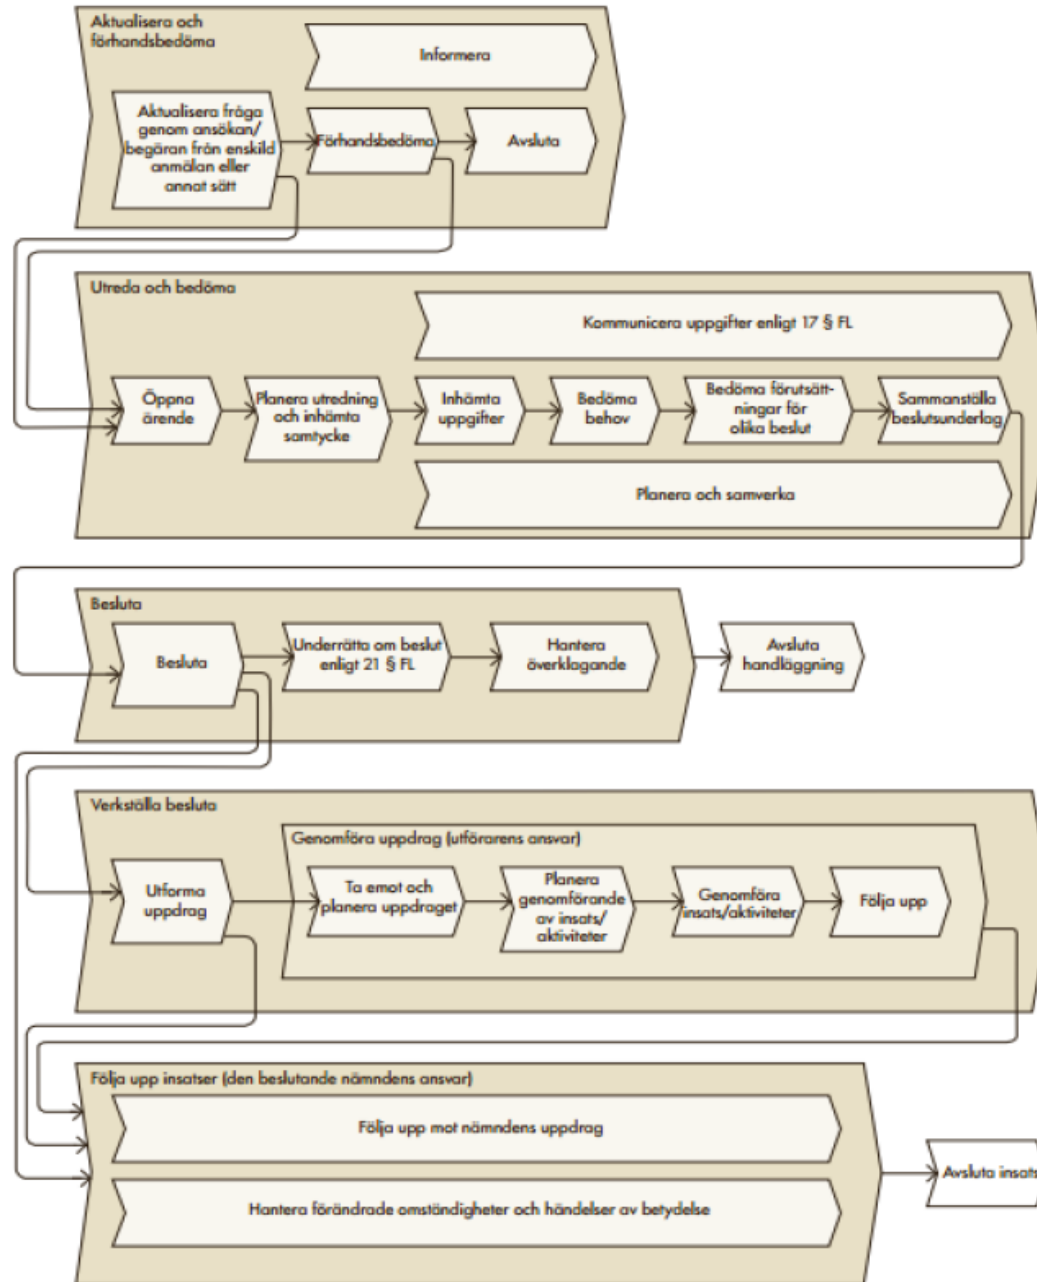 Aktualisera och
förhandsbedöma
Informera
Aktualisera fråga
genom ansökan/
begäran från enskild
anmälan eller
annat sätt
Förhandsbedöma
Avsluta
Utreda och bedöma
Kommunicera uppgifter enligt 17 § FL
Öppna
ärende
Planera utredning
och inhämta
samtycke
Inhämta
uppgifter
Bedöma
behov
Bedöma förutsätt-
ningar för
olika beslut
Sammanställa
beslutsunderlag
Planera och samverka
Besluta
Besluta
Underrätta om beslut
enligt 21 § FL
Hantera
överklagande
Avsluta
handläggning
Verkställa besluta
Genomföra uppdrag (utförarens ansvar)
Utforma
uppdrag
Ta emot och
planera uppdraget
Planera
genomförande
av insats/
aktiviteter
Genomföra
insats/aktiviteter
Följa upp
Följa upp insatser (den beslutande nämndens ansvar)
Följa upp mot nämndens uppdrag
Avsluta insats
Hantera förändrade omständigheter och händelser av betydelse